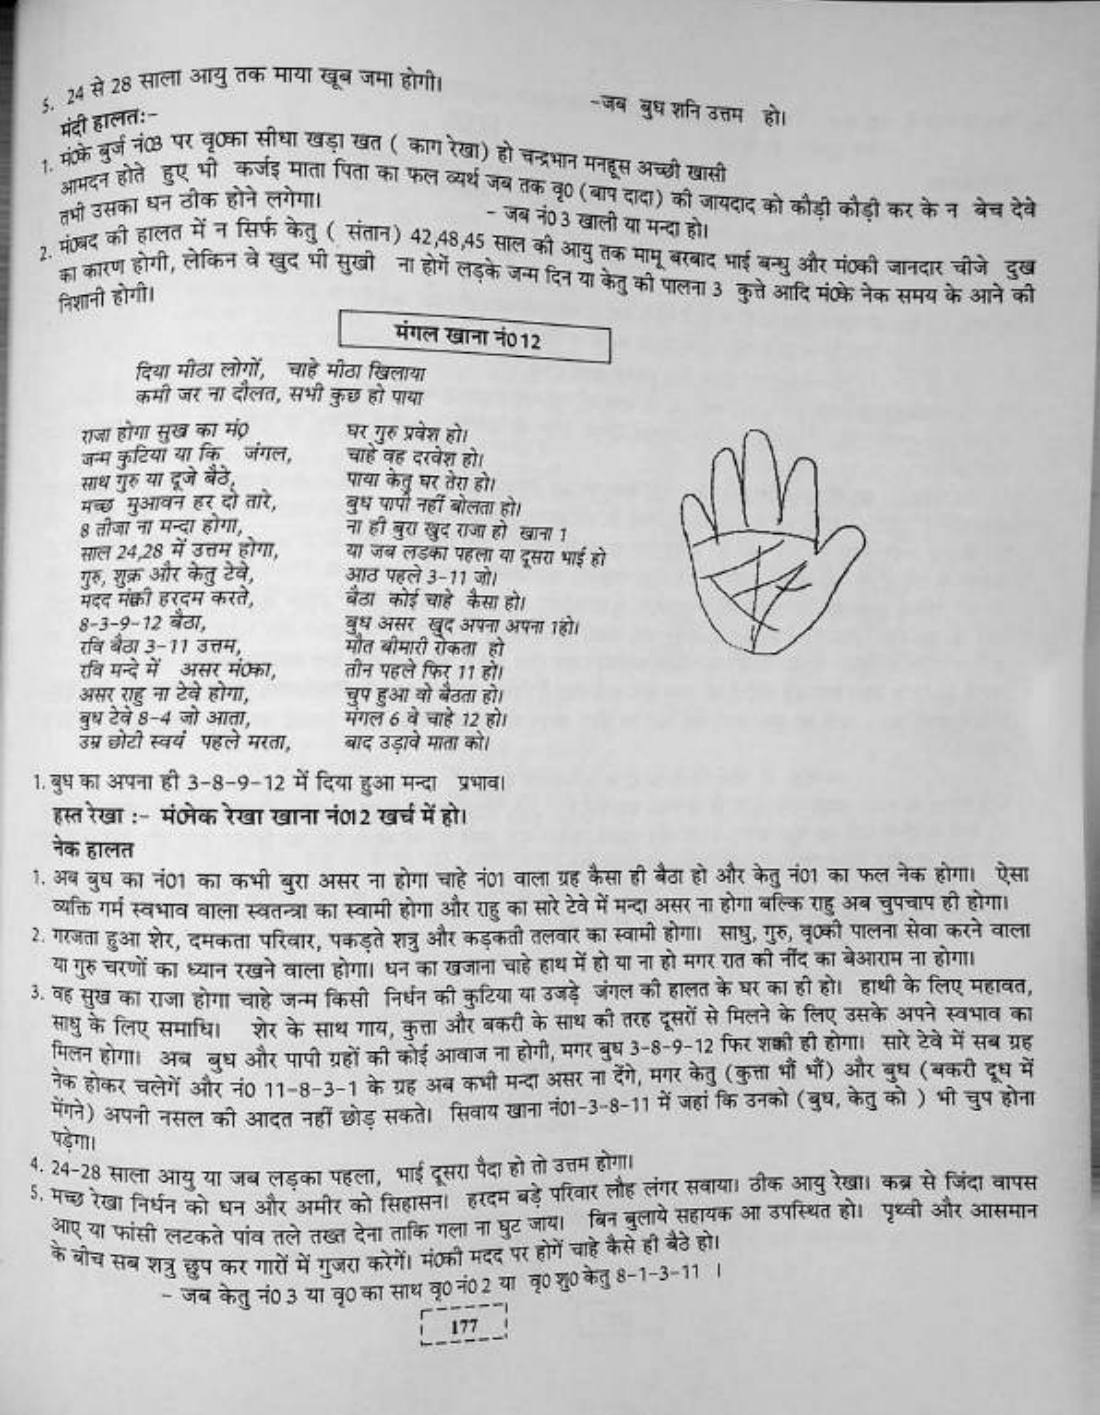 5. 24 से 28 साला आयु तक माया खूब जमा होगी।
-जब बुध शनि उत्तम हो।
मंदी हालतः-
1. मं0के बुर्ज नं03 पर वृ0का सीधा खड़ा खत ( काग रेखा) हो चन्द्रभान मनहूस अच्छी खासी
आमदन होते हुए भी कर्जई माता पिता का फल व्यर्थ जब तक वृ0 (बाप दादा) की जायदाद को कौड़ी कौड़ी कर के न बेच देवे
तभी उसका धन ठीक होने लगेगा।
- जब नं0 3 खाली या मन्दा हो।
2. मं0बद की हालत में न सिर्फ केतु ( संतान) 42,48,45 साल की आयु तक मामू बरबाद भाई बन्धु और मं0की जानदार चीजे दुख
का कारण होगी, लेकिन वे खुद भी सुखी ना होगें लड़के जन्म दिन या केतु की पालना 3 कुत्ते आदि मं0के नेक समय के आने की
निशानी होगी।
मंगल खाना नं012
दिया मीठा लोगों, चाहे मीठा खिलाया
कमी जर ना दौलत, सभी कुछ हो पाया
राजा होगा सुख का मं0 घर गुरु प्रवेश हो।
जन्म कुटिया या कि जंगल, चाहे वह दरवेश हो।
साथ गुरु या दूजे बैठे, पाया केतु घर तेरा हो।
मच्छ मुआवन हर दो तारे, बुध पापी नहीं बोलता हो।
8 तीजा ना मन्दा होगा, ना ही बुरा खुद राजा हो खाना 1
साल 24,28 में उत्तम होगा, या जब लड़का पहला या दूसरा भाई हो
गुरु, शुक्र और केतु टेवे, आठ पहले 3-11 जो।
मदद मं0की हरदम करते, बैठा कोई चाहे कैसा हो।
8-3-9-12 बैठा, बुध असर खुद अपना अपना 1हो।
रवि बैठा 3-11 उत्तम, मौत बीमारी रोकता हो
रवि मन्दे में असर मं0का, तीन पहले फिर 11 हो।
असर राहु ना टेवे होगा, चुप हुआ वो बैठता हो।
बुध टेवे 8-4 जो आता, मंगल 6 वे चाहे 12 हो।
उम्र छोटी स्वयं पहले मरता, बाद उड़ावे माता को।
1. बुध का अपना ही 3-8-9-12 में दिया हुआ मन्दा प्रभाव।
हस्त रेखा :- मं0नेक रेखा खाना नं012 खर्च में हो।
नेक हालत
1. अब बुध का नं01 का कभी बुरा असर ना होगा चाहे नं01 वाला ग्रह कैसा ही बैठा हो और केतु नं01 का फल नेक होगा। ऐसा
व्यक्ति गर्म स्वभाव वाला स्वतन्त्रा का स्वामी होगा और राहु का सारे टेवे में मन्दा असर ना होगा बल्कि राहु अब चुपचाप ही होगा।
2. गरजता हुआ शेर, दमकता परिवार, पकड़ते शत्रु और कड़कती तलवार का स्वामी होगा। साधु, गुरु, वृ0की पालना सेवा करने वाला
या गुरु चरणों का ध्यान रखने वाला होगा। धन का खजाना चाहे हाथ में हो या ना हो मगर रात की नींद का बेआराम ना होगा।
3. वह सुख का राजा होगा चाहे जन्म किसी निर्धन की कुटिया या उजड़े जंगल की हालत के घर का ही हो। हाथी के लिए महावत,
साधु के लिए समाधि। शेर के साथ गाय, कुत्ता और बकरी के साथ की तरह दूसरों से मिलने के लिए उसके अपने स्वभाव का
मिलन होगा। अब बुध और पापी ग्रहों की कोई आवाज ना होगी, मगर बुध 3-8-9-12 फिर शक्की ही होगा। सारे टेवे में सब ग्रह
नेक होकर चलेगें और नं0 11-8-3-1 के ग्रह अब कभी मन्दा असर ना देंगे, मगर केतु (कुत्ता भौं भौं) और बुध (बकरी दूध में
मेंगने) अपनी नसल की आदत नहीं छोड़ सकते। सिवाय खाना नं01-3-8-11 में जहां कि उनको (बुध, केतु को ) भी चुप होना
पड़ेगा।
4. 24-28 साला आयु या जब लड़का पहला, भाई दूसरा पैदा हो तो उत्तम होगा।
5. मच्छ रेखा निर्धन को धन और अमीर को सिहासन। हरदम बड़े परिवार लौह लंगर सवाया। ठीक आयु रेखा। कब्र से जिंदा वापस
आए या फांसी लटकते पांव तले तख्त देना ताकि गला ना घुट जाय। बिन बुलाये सहायक आ उपस्थित हो। पृथ्वी और आसमान
के बीच सब शत्रु छुप कर गारों में गुजरा करेगें। मं0की मदद पर होगें चाहे कैसे ही बैठे हो।
- जब केतु नं0 3 या वृ0 का साथ वृ0 नं0 2 या वृ0 शु0 केतु 8-1-3-11 ।
177